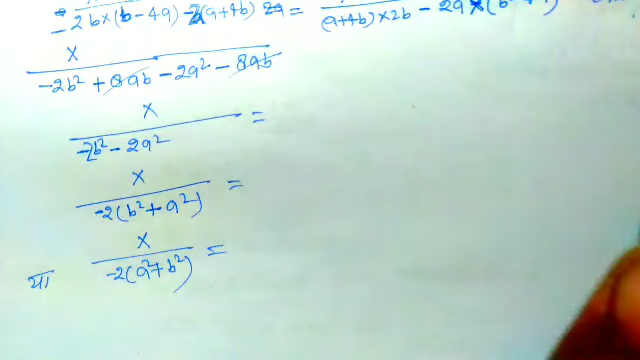 -2b×(b-4a) -2(a+4b) 2a = (a+4b)×2b - 2a×(b
x
-2b² + 8ab - 2a² - 8ab
x
-2b² - 2a² =
x
-2(b²+a²) =
या x
-2(a²+b²) =